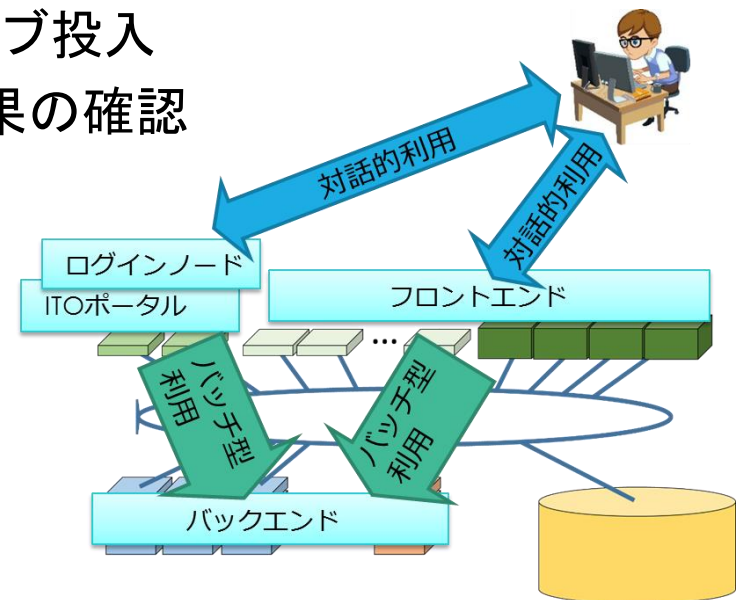 ブ投入
果の確認
対話的利用
対話的利用
ログインノード
ITOポータル
フロントエンド
...
バッチ型
利用
バッチ型
利用
バックエンド